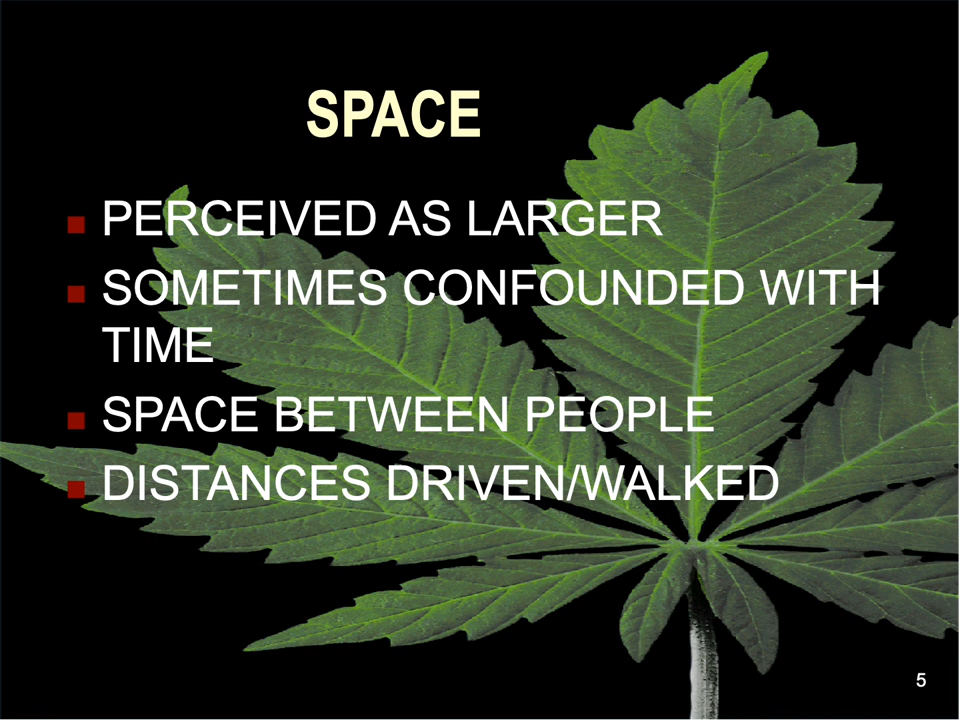 SPACE
PERCEIVED AS LARGER
SOMETIMES CONFOUNDED WITH
TIME
SPACE BETWEEN PEOPLE
DISTANCES DRIVEN/WALKED
5